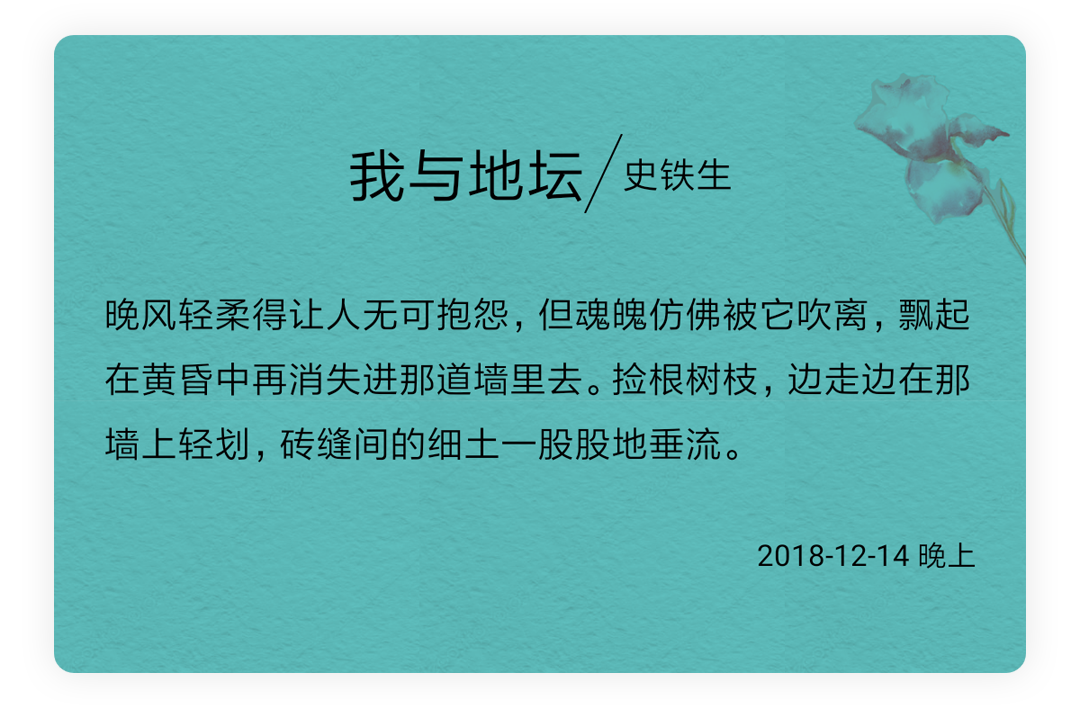 我与地坛/史铁生
晚风轻柔得让人无可抱怨，但魂魄仿佛被它吹离，飘起
在黄昏中再消失进那道墙里去。捡根树枝，边走边在那
墙上轻划，砖缝间的细土一股股地垂流。
2018-12-14 晚上